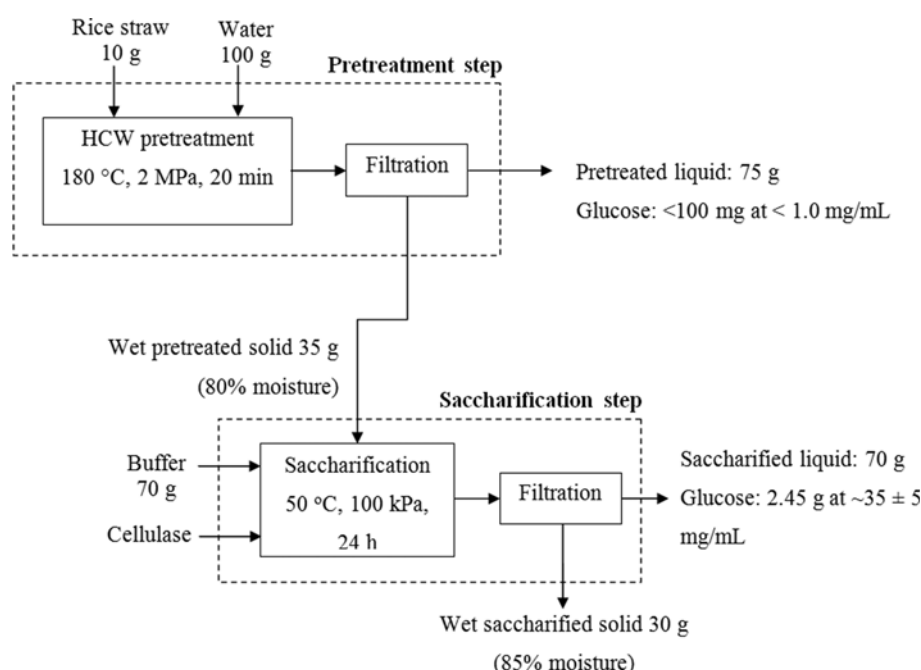 Rice straw
10 g
Water
100 g
Pretreatment step
HCW pretreatment
180 °C, 2 MPa, 20 min
Filtration
Pretreated liquid: 75 g
Glucose: <100 mg at < 1.0 mg/mL
Wet pretreated solid 35 g
(80% moisture)
Saccharification step
Buffer
70 g
Cellulase
Saccharification
50 °C, 100 kPa,
24 h
Filtration
Saccharified liquid: 70 g
Glucose: 2.45 g at ~35 ± 5
mg/mL
Wet saccharified solid 30 g
(85% moisture)